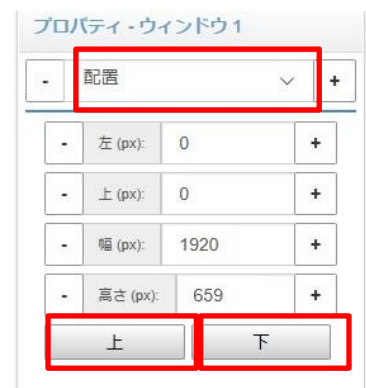 プロパティ - ウィンドウ 1
- 配置 +
- 左 (px): 0 +
- 上 (px): 0 +
- 幅 (px): 1920 +
- 高さ (px): 659 +
上 下